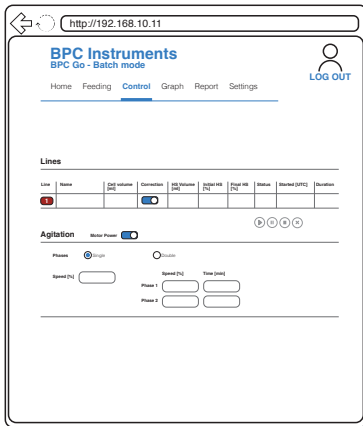 http://192.168.10.11
BPC Instruments
BPC Go - Batch mode
LOG OUT
Home Feeding Control Graph Report Settings
Lines
Line Name Cell volume [ml] Correction HS Volume [ml] Initial HS [%] Final HS [%] Status Started [UTC] Duration
1
Agitation Motor Power
Phases Single Double
Speed [%]
Speed [%] Time [min]
Phase 1
Phase 2